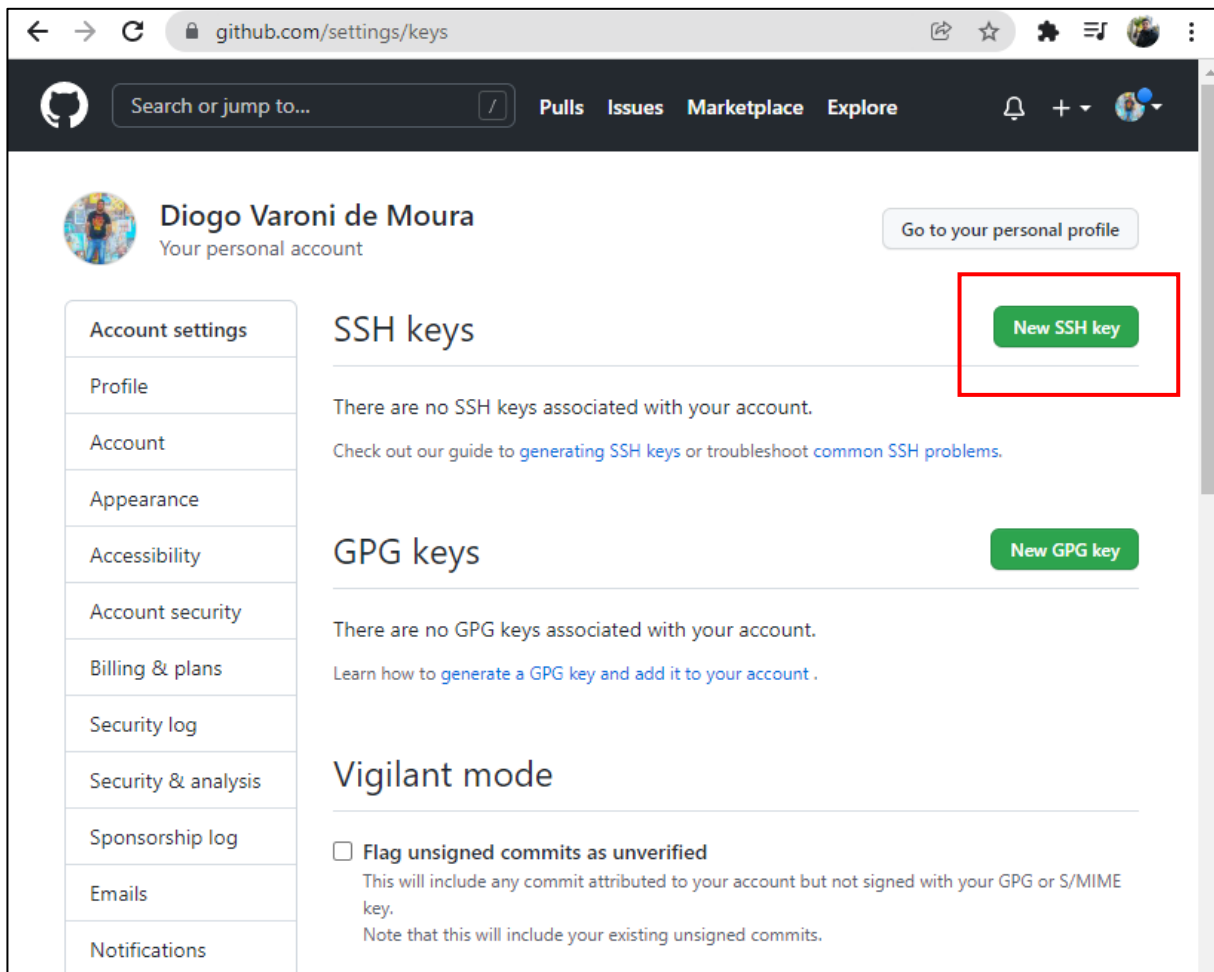 github.com/settings/keys
Search or jump to...
/
Pulls
Issues
Marketplace
Explore
Diogo Varoni de Moura
Your personal account
Go to your personal profile
Account settings
Profile
Account
Appearance
Accessibility
Account security
Billing & plans
Security log
Security & analysis
Sponsorship log
Emails
Notifications
SSH keys
New SSH key
There are no SSH keys associated with your account.
Check out our guide to generating SSH keys or troubleshoot common SSH problems.
GPG keys
New GPG key
There are no GPG keys associated with your account.
Learn how to generate a GPG key and add it to your account .
Vigilant mode
Flag unsigned commits as unverified
This will include any commit attributed to your account but not signed with your GPG or S/MIME
key.
Note that this will include your existing unsigned commits.